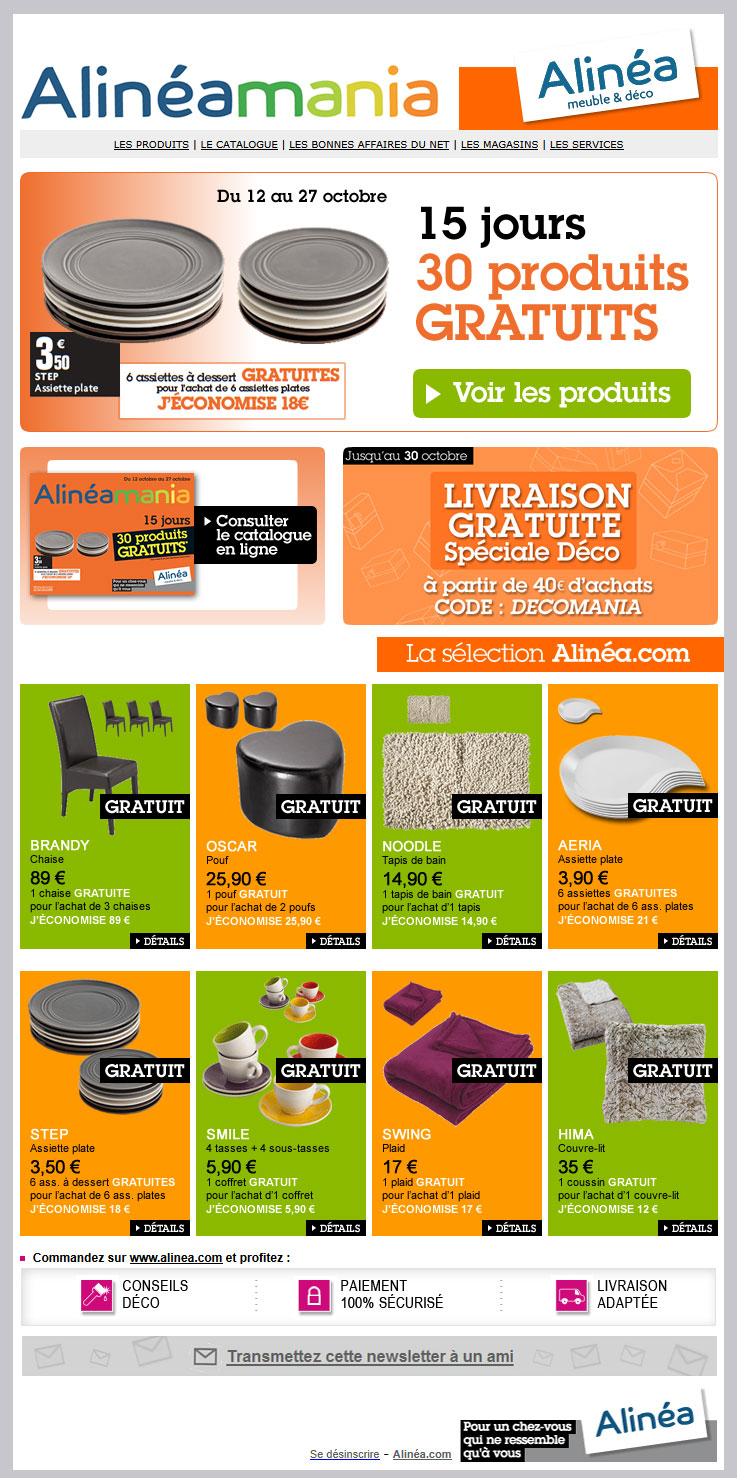 Alinéamania
Alinéa
meuble & déco
LES PRODUITS | LE CATALOGUE | LES BONNES AFFAIRES DU NET | LES MAGASINS | LES SERVICES
Du 12 au 27 octobre
15 jours
30 produits
GRATUITS
3€50
STEP
Assiette plate
6 assiettes à dessert GRATUITES
pour l'achat de 6 assiettes plates
J'ÉCONOMISE 18€
Voir les produits
Du 12 octobre au 27 octobre
Alinéamania
15 jours
30 produits
GRATUITS*
Pour un chez-vous
qui ne ressemble
qu'à vous
Alinéa
Consulter
le catalogue
en ligne
Jusqu'au 30 octobre
LIVRAISON
GRATUITE
Spéciale Déco
à partir de 40€ d'achats
CODE : DECOMANIA
La sélection Alinéa.com
GRATUIT
BRANDY
Chaise
89 €
1 chaise GRATUITE
pour l'achat de 3 chaises
J'ÉCONOMISE 89 €
DÉTAILS
GRATUIT
OSCAR
Pouf
25,90 €
1 pouf GRATUIT
pour l'achat de 2 poufs
J'ÉCONOMISE 25,90 €
DÉTAILS
GRATUIT
NOODLE
Tapis de bain
14,90 €
1 tapis de bain GRATUIT
pour l'achat d'1 tapis
J'ÉCONOMISE 14,90 €
DÉTAILS
GRATUIT
AERIA
Assiette plate
3,90 €
6 assiettes GRATUITES
pour l'achat de 6 ass. plates
J'ÉCONOMISE 21 €
DÉTAILS
GRATUIT
STEP
Assiette plate
3,50 €
6 ass. à dessert GRATUITES
pour l'achat de 6 ass. plates
J'ÉCONOMISE 18 €
DÉTAILS
GRATUIT
SMILE
4 tasses + 4 sous-tasses
5,90 €
1 coffret GRATUIT
pour l'achat d'1 coffret
J'ÉCONOMISE 5,90 €
DÉTAILS
GRATUIT
SWING
Plaid
17 €
1 plaid GRATUIT
pour l'achat d'1 plaid
J'ÉCONOMISE 17 €
DÉTAILS
GRATUIT
HIMA
Couvre-lit
35 €
1 coussin GRATUIT
pour l'achat d'1 couvre-lit
J'ÉCONOMISE 12 €
DÉTAILS
Commandez sur www.alinea.com et profitez :
CONSEILS
DÉCO
PAIEMENT
100% SÉCURISÉ
LIVRAISON
ADAPTÉE
Transmettez cette newsletter à un ami
Se désinscrire - Alinéa.com
Pour un chez-vous
qui ne ressemble
qu'à vous
Alinéa